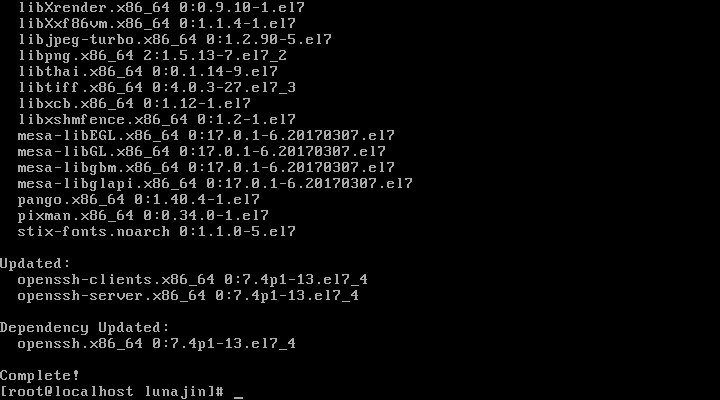 libXrender.x86_64 0:0.9.10-1.el7
libXxf86vm.x86_64 0:1.1.4-1.el7
libjpeg-turbo.x86_64 0:1.2.90-5.el7
libpng.x86_64 2:1.5.13-7.el7_2
libthai.x86_64 0:0.1.14-9.el7
libtiff.x86_64 0:4.0.3-27.el7_3
libxcb.x86_64 0:1.12-1.el7
libxshmfence.x86_64 0:1.2-1.el7
mesa-libEGL.x86_64 0:17.0.1-6.20170307.el7
mesa-libGL.x86_64 0:17.0.1-6.20170307.el7
mesa-libgbm.x86_64 0:17.0.1-6.20170307.el7
mesa-libglapi.x86_64 0:17.0.1-6.20170307.el7
pango.x86_64 0:1.40.4-1.el7
pixman.x86_64 0:0.34.0-1.el7
stix-fonts.noarch 0:1.1.0-5.el7
Updated:
openssh-clients.x86_64 0:7.4p1-13.el7_4
openssh-server.x86_64 0:7.4p1-13.el7_4
Dependency Updated:
openssh.x86_64 0:7.4p1-13.el7_4
Complete!
[root@localhost lunajin]# _